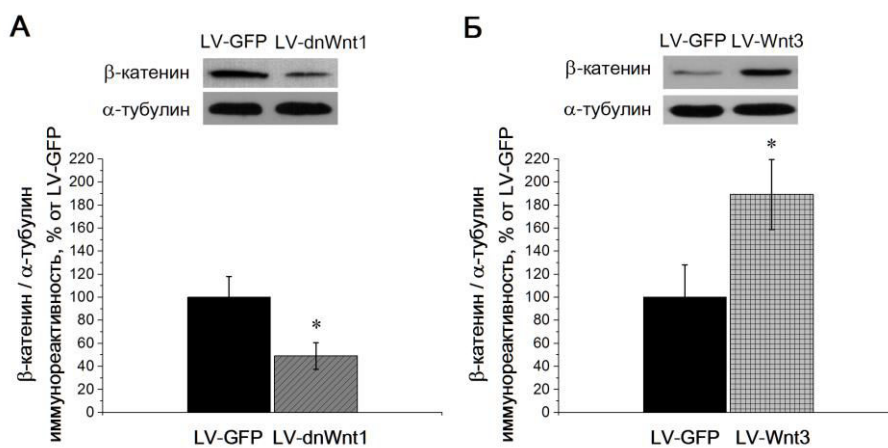 А
LV-GFP LV-dnWnt1
β-катенин
α-тубулин
β-катенин / α-тубулин
иммунореактивность, % от LV-GFP
220
200
180
160
140
120
100
80
60
40
20
0
*
LV-GFP LV-dnWnt1
Б
LV-GFP LV-Wnt3
β-катенин
α-тубулин
β-катенин / α-тубулин
иммунореактивность, % от LV-GFP
220
200
180
160
140
120
100
80
60
40
20
0
*
LV-GFP LV-Wnt3